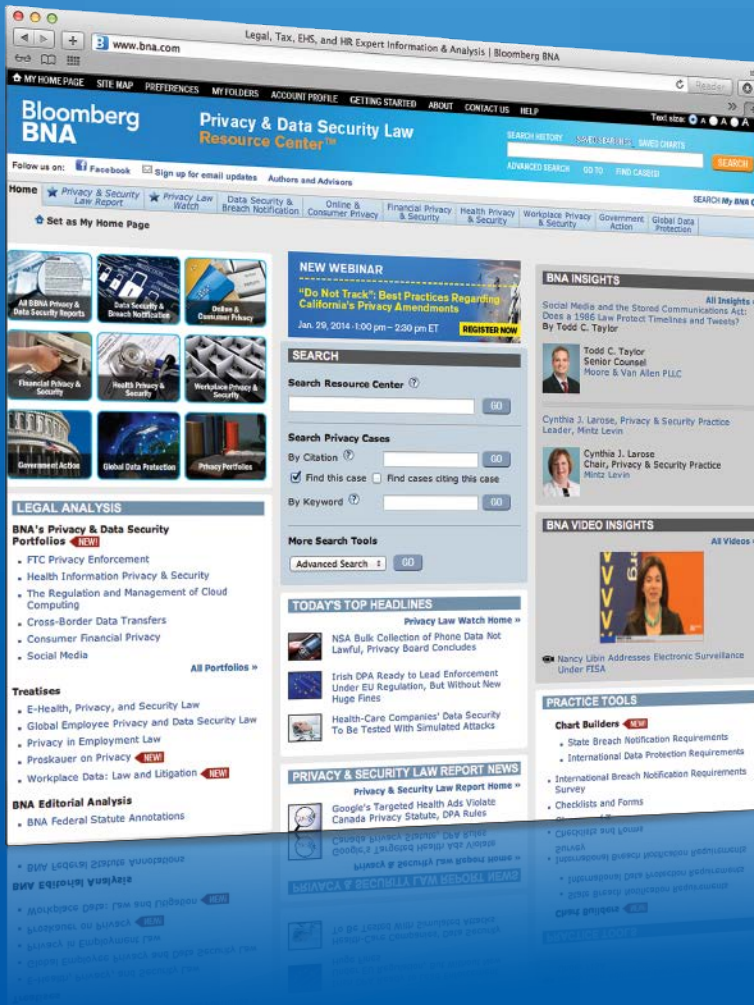 Legal, Tax, EHS, and HR Expert Information & Analysis | Bloomberg BNA
www.bna.com
Reader
MY HOME PAGE SITE MAP PREFERENCES MY FOLDERS ACCOUNT PROFILE GETTING STARTED ABOUT CONTACT US HELP
Text size: A A A
Bloomberg
BNA
Privacy & Data Security Law
Resource Center™
SEARCH HISTORY SAVED SEARCHES SAVED CHARTS
SEARCH
ADVANCED SEARCH GO TO FIND CASE(S)
Follow us on: Facebook Sign up for email updates Authors and Advisors
SEARCH My BNA
Home
Privacy & Security
Law Report
Privacy Law
Watch
Data Security &
Breach Notification
Online &
Consumer Privacy
Financial Privacy
& Security
Health Privacy
& Security
Workplace Privacy
& Security
Government
Action
Global Data
Protection
Set as My Home Page
All BBNA Privacy &
Data Security Reports
Data Security &
Breach Notification
Online &
Consumer Privacy
Financial Privacy &
Security
Health Privacy &
Security
Workplace Privacy &
Security
Government Action
Global Data Protection
Privacy Portfolios
LEGAL ANALYSIS
BNA's Privacy & Data Security
Portfolios NEW!
FTC Privacy Enforcement
Health Information Privacy & Security
The Regulation and Management of Cloud
Computing
Cross-Border Data Transfers
Consumer Financial Privacy
Social Media
All Portfolios »
Treatises
E-Health, Privacy, and Security Law
Global Employee Privacy and Data Security Law
Privacy in Employment Law
Proskauer on Privacy NEW!
Workplace Data: Law and Litigation NEW!
BNA Editorial Analysis
BNA Federal Statute Annotations
NEW WEBINAR
"Do Not Track": Best Practices Regarding
California's Privacy Amendments
Jan. 29, 2014 -1:00 pm – 2:30 pm ET
REGISTER NOW
SEARCH
Search Resource Center ?
GO
Search Privacy Cases
By Citation ?
GO
Find this case Find cases citing this case
By Keyword ?
GO
More Search Tools
Advanced Search GO
TODAY'S TOP HEADLINES
Privacy Law Watch Home »
NSA Bulk Collection of Phone Data Not
Lawful, Privacy Board Concludes
Irish DPA Ready to Lead Enforcement
Under EU Regulation, But Without New
Huge Fines
Health-Care Companies' Data Security
To Be Tested With Simulated Attacks
PRIVACY & SECURITY LAW REPORT NEWS
Privacy & Security Law Report Home »
Google's Targeted Health Ads Violate
Canada Privacy Statute, DPA Rules
BNA INSIGHTS
All Insights
Social Media and the Stored Communications Act:
Does a 1986 Law Protect Timelines and Tweets?
By Todd C. Taylor
Todd C. Taylor
Senior Counsel
Moore & Van Allen PLLC
Cynthia J. Larose, Privacy & Security Practice
Leader, Mintz Levin
Cynthia J. Larose
Chair, Privacy & Security Practice
Mintz Levin
BNA VIDEO INSIGHTS
All Videos
Nancy Libin Addresses Electronic Surveillance
Under FISA
PRACTICE TOOLS
Chart Builders NEW!
State Breach Notification Requirements
International Data Protection Requirements
International Breach Notification Requirements
Survey
Checklists and Forms